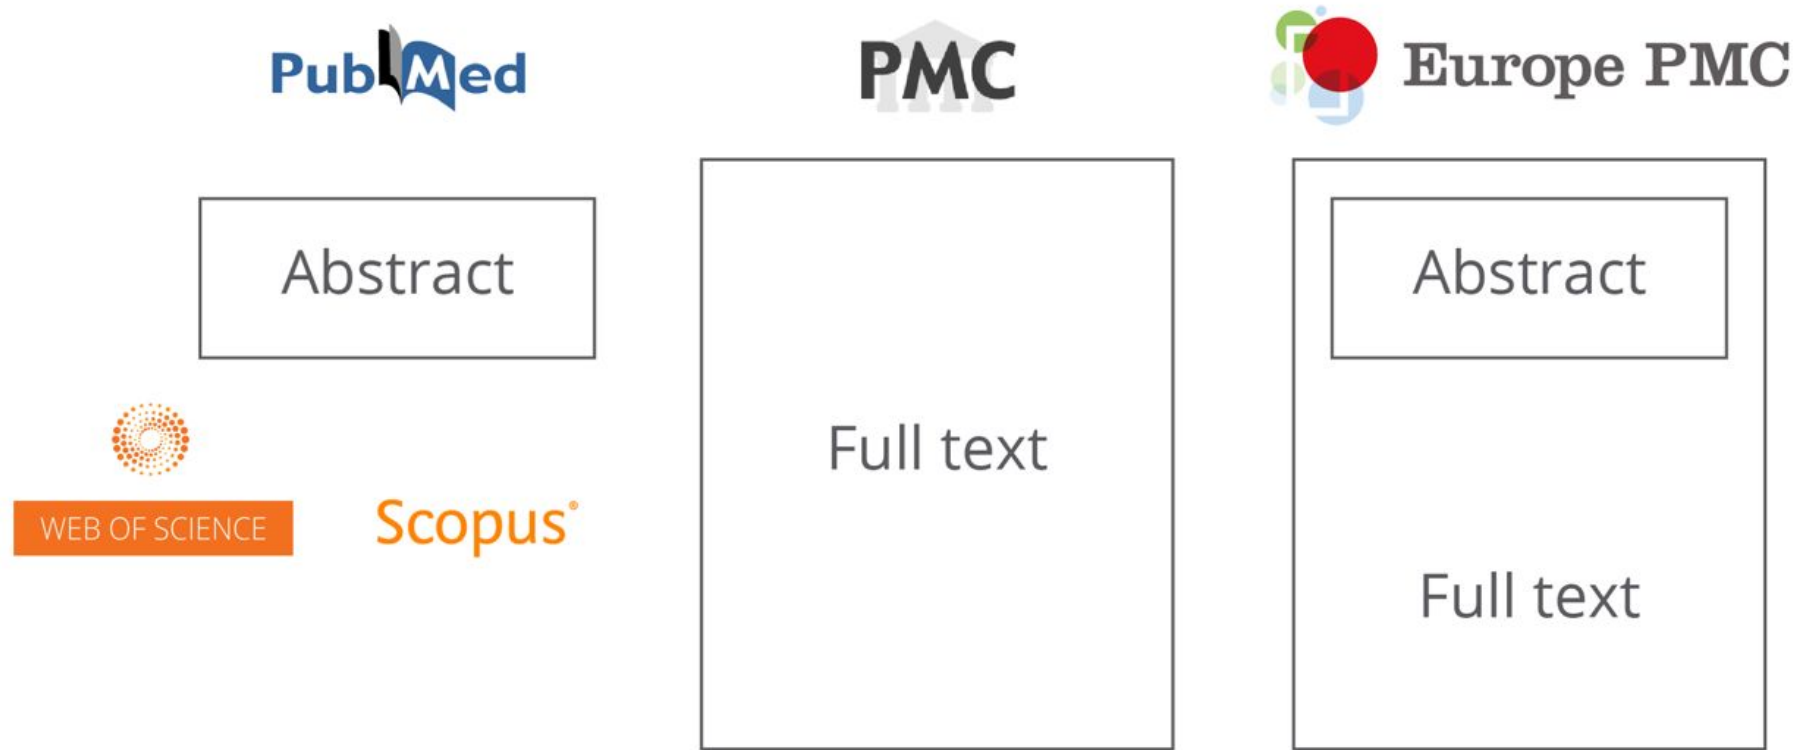 PubMed
PMC
Europe PMC
Abstract
Abstract
Full text
WEB OF SCIENCE
Scopus®
Full text